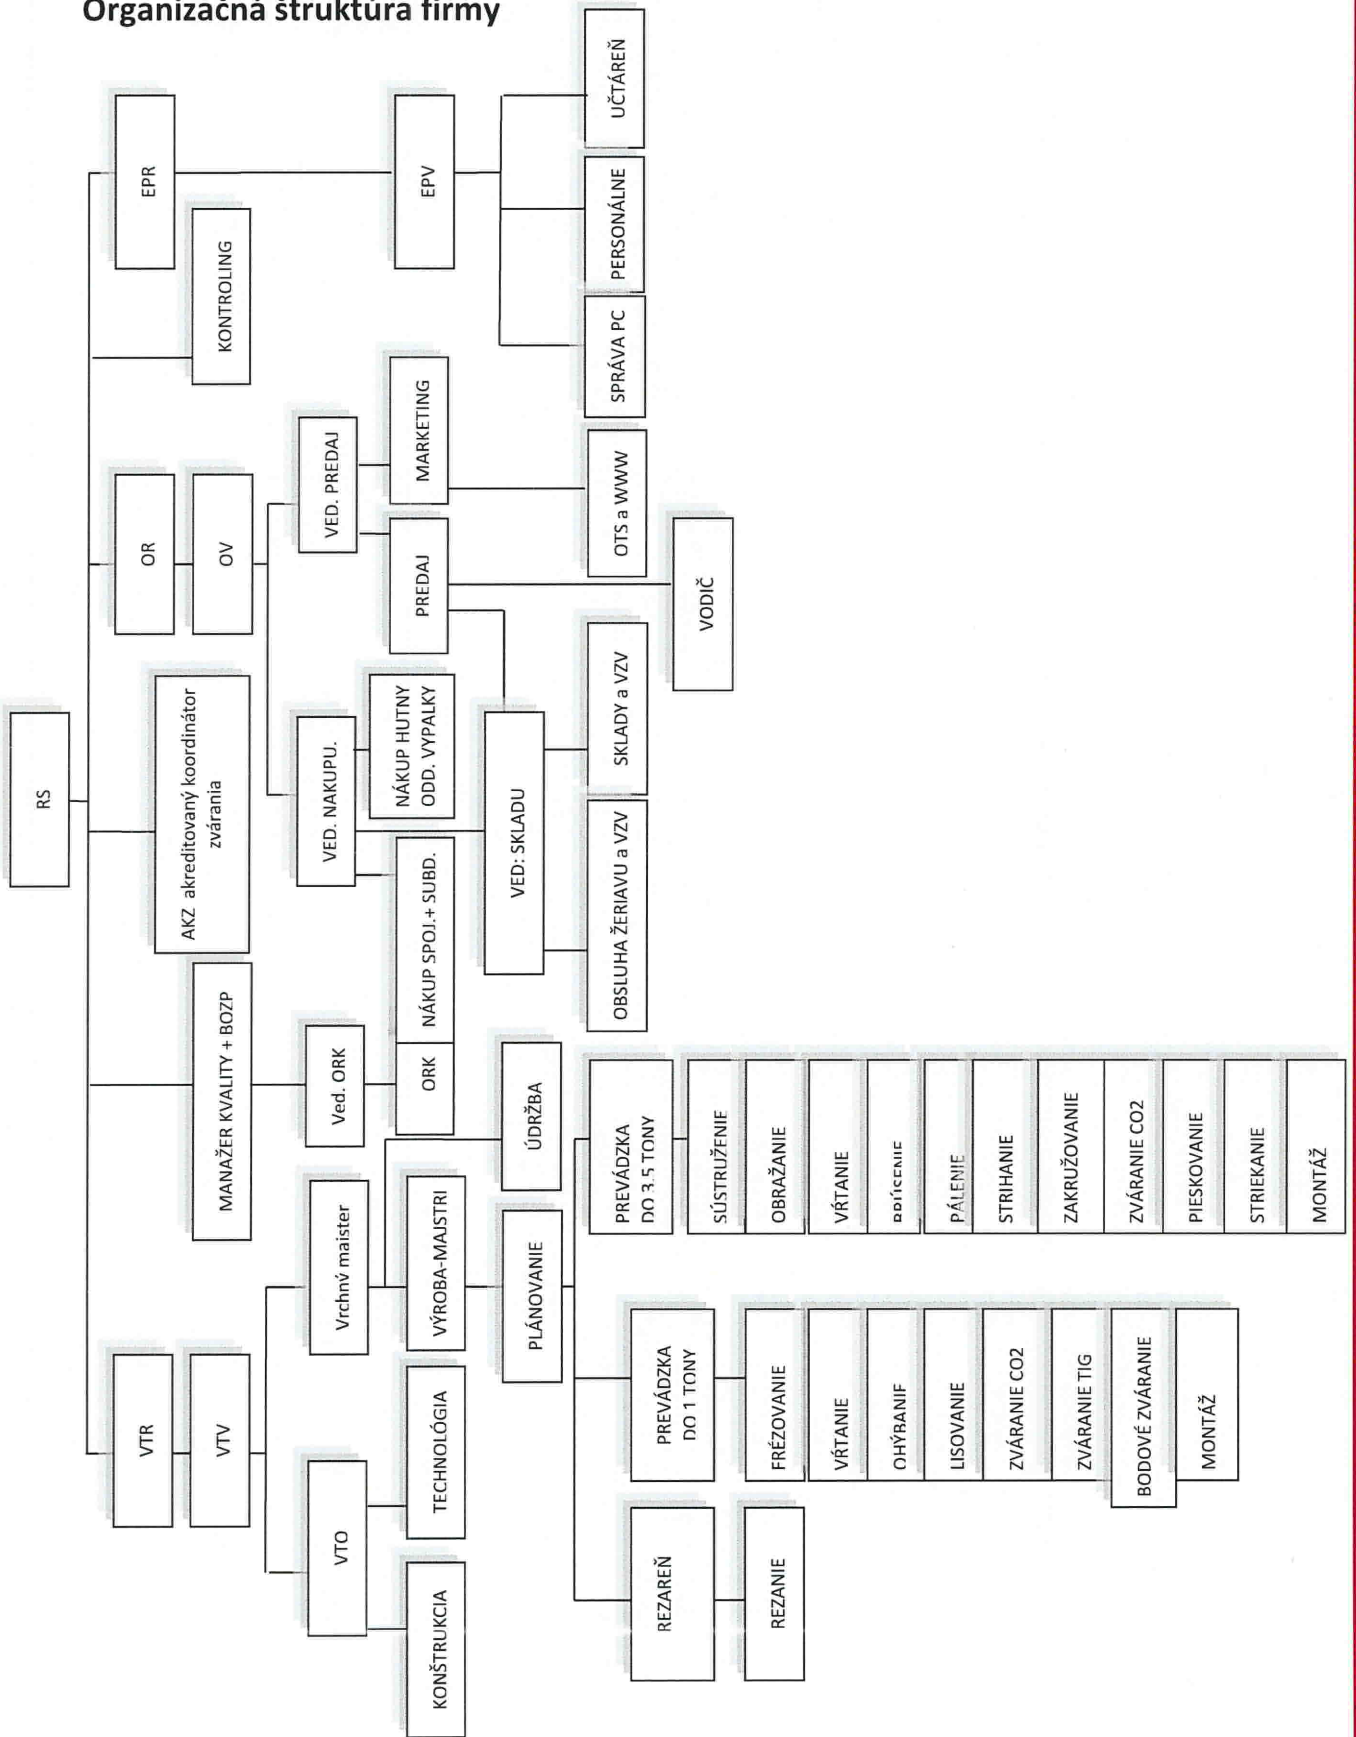 Organizačná štruktúra firmy
RS
VTR
MANAŽER KVALITY + BOZP
AKZ akreditovaný koordinátor
zvárania
OR
KONTROLING
EPR
VTV
OV
VTO
Vrchný maister
Ved. ORK
VED. NAKUPU.
VED. PREDAJ
KONŠTRUKCIA
TECHNOLÓGIA
VÝROBA-MAJSTRI
ORK
NÁKUP SPOJ.+ SUBD.
NÁKUP HUTNY
ODD. VYPALKY
PREDAJ
MARKETING
EPV
PLÁNOVANIE
ÚDRŽBA
VED: SKLADU
OBSLUHA ŽERIAVU a VZV
SKLADY a VZV
OTS a WWW
SPRÁVA PC
PERSONÁLNE
UČTÁREŇ
VODIČ
REZAREŇ
PREVÁDZKA
DO 1 TONY
PREVÁDZKA
DO 3.5 TONY
REZANIE
FRÉZOVANIE
VŔTANIE
OHÝBANIE
LISOVANIE
ZVÁRANIE CO2
ZVÁRANIE TIG
BODOVÉ ZVÁRANIE
MONTÁŽ
SÚSTRUŽENIE
OBRAŽANIE
VŔTANIE
PÁLENIE
STRIHANIE
ZAKRUŽOVANIE
ZVÁRANIE CO2
PIESKOVANIE
STRIEKANIE
MONTÁŽ